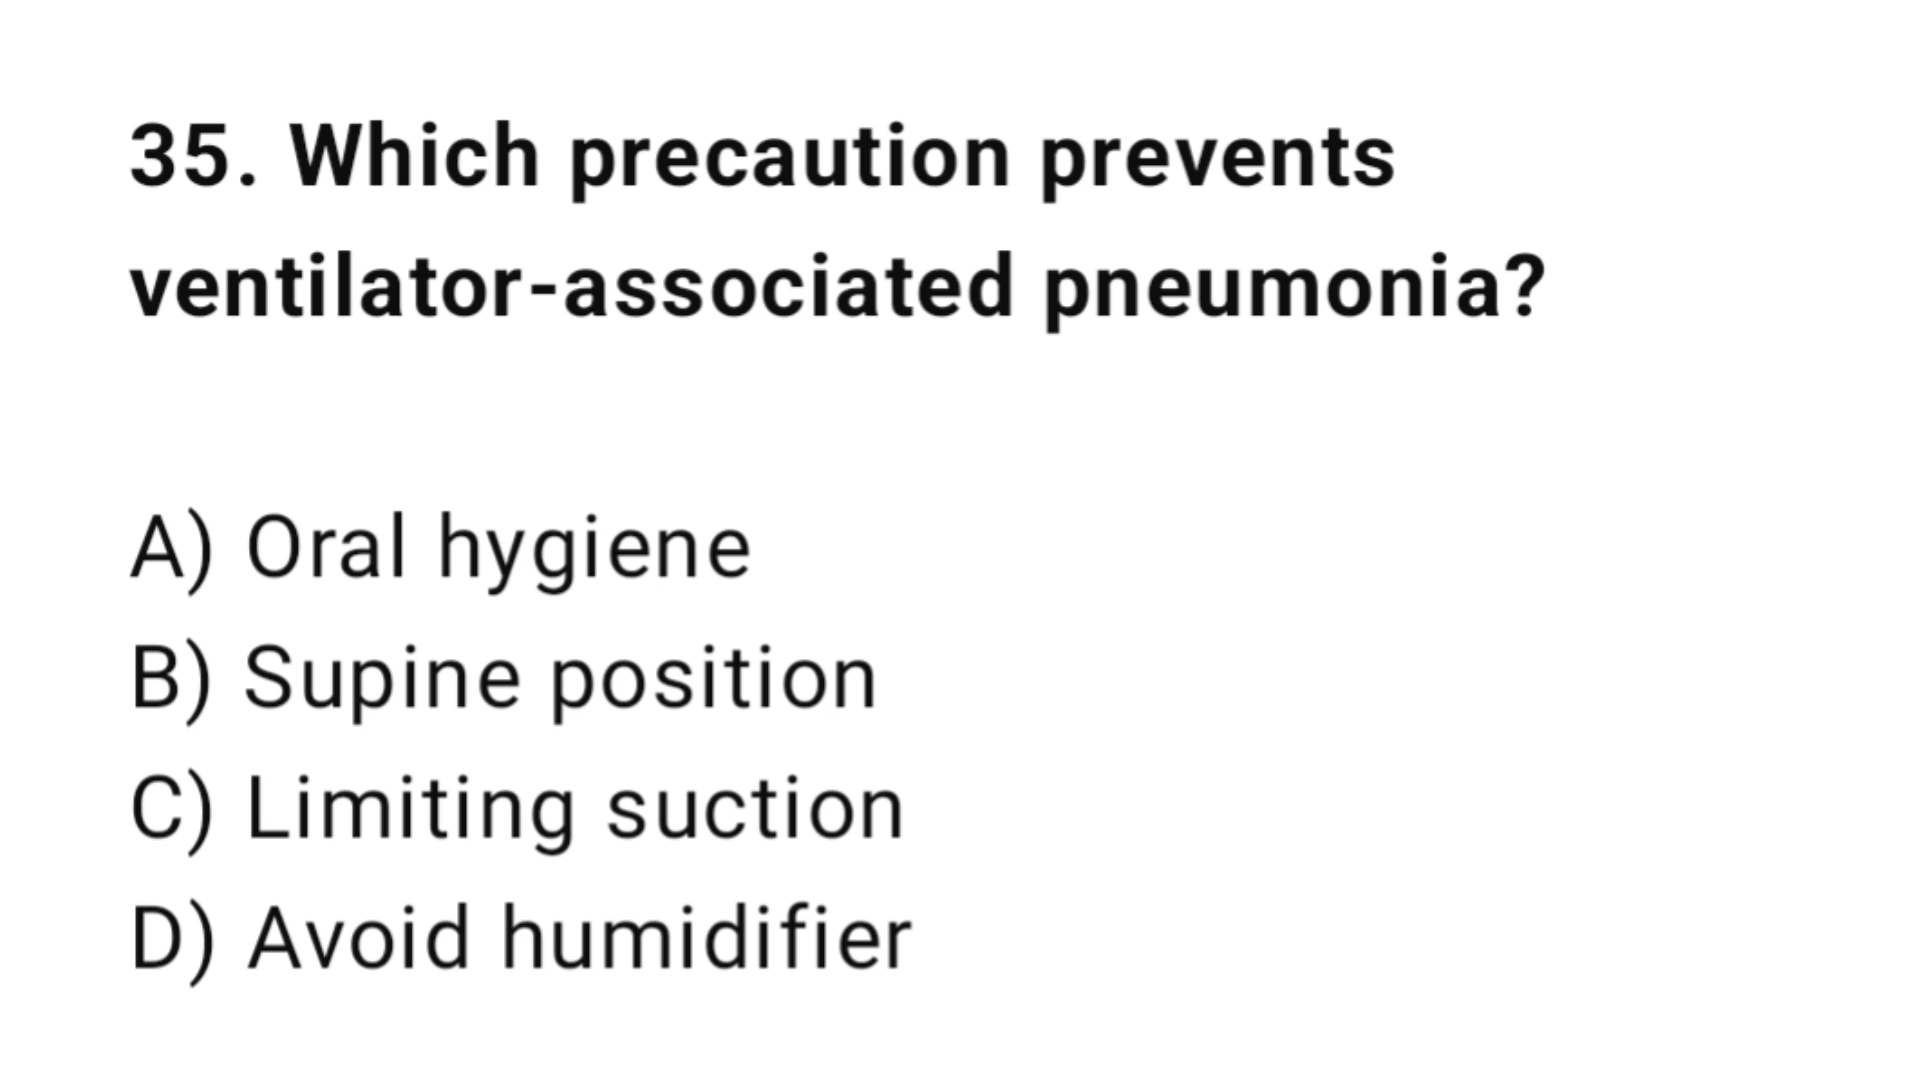 35. Which precaution prevents
ventilator-associated pneumonia?
A) Oral hygiene
B) Supine position
C) Limiting suction
D) Avoid humidifier